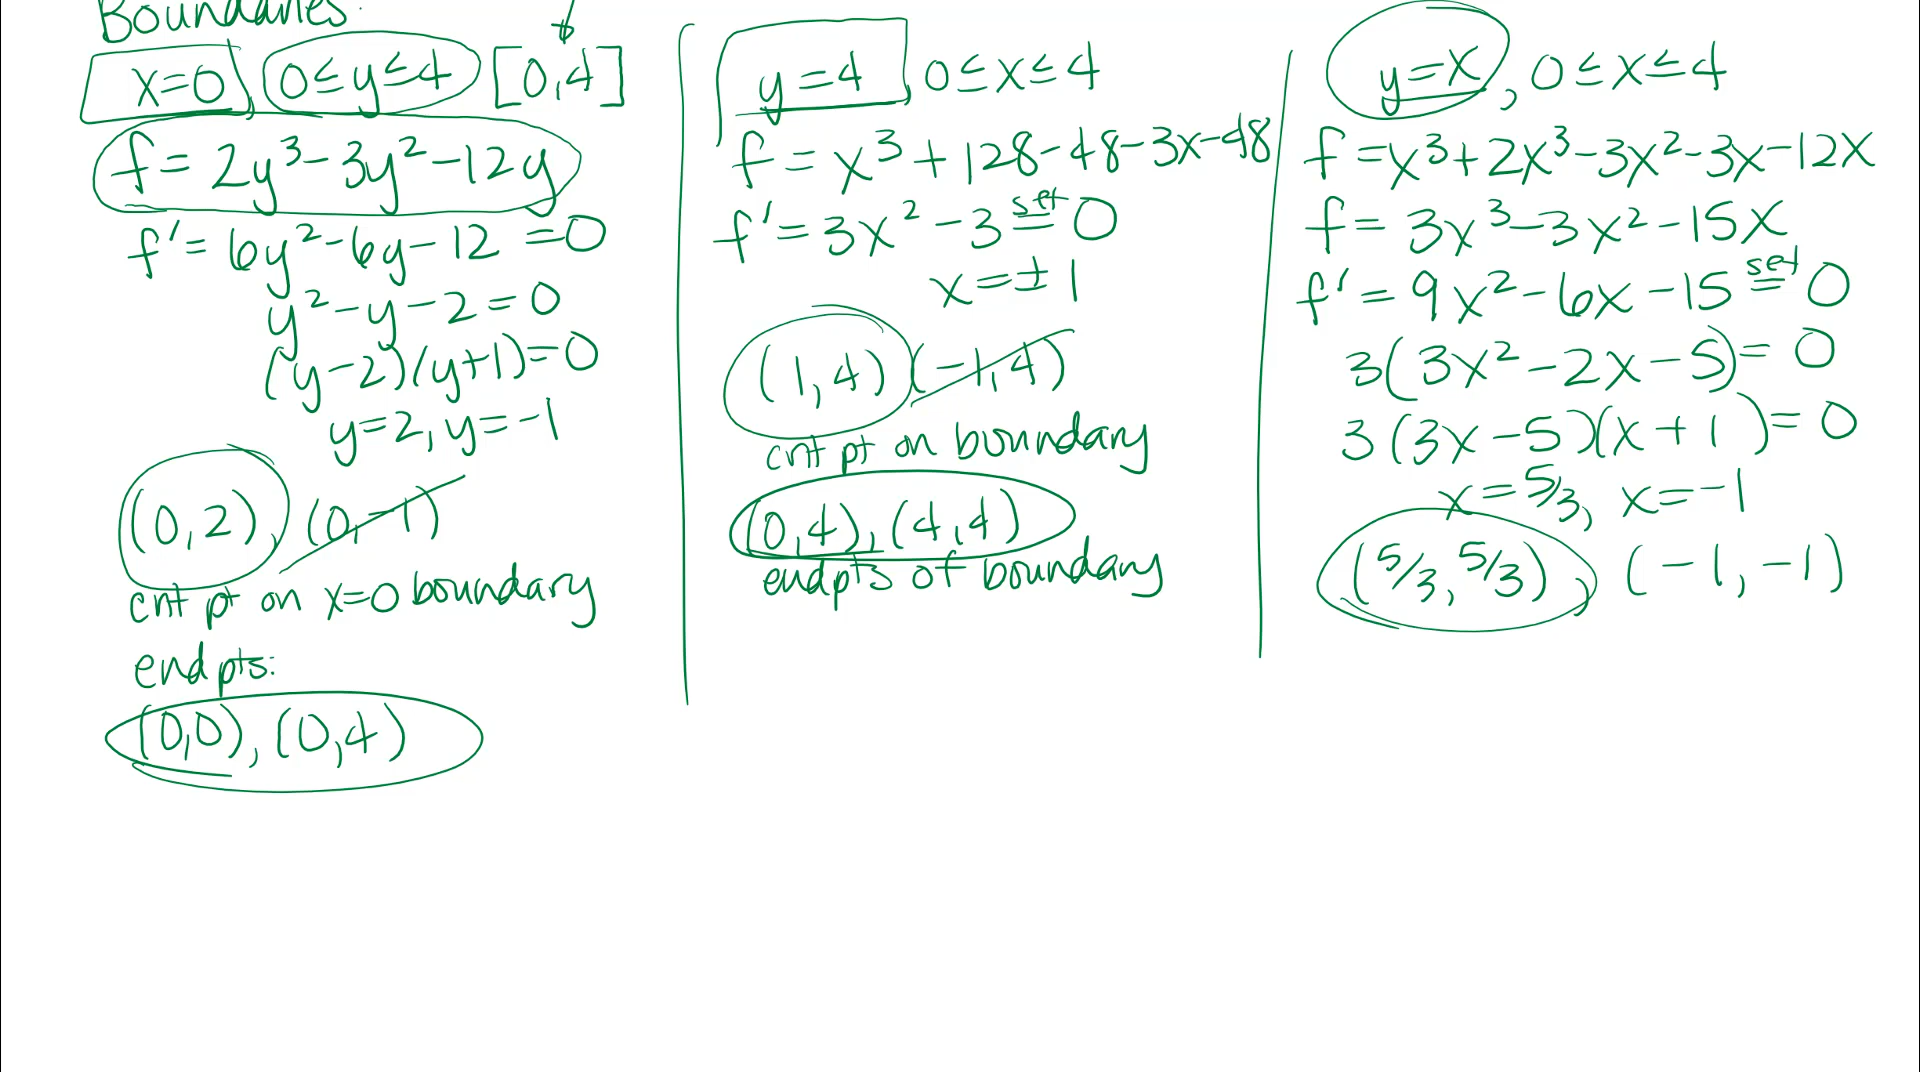 Boundaries:
x=0, 0≤y≤4 [0,4]
f = 2y³-3y²-12y
f' = 6y²-6y-12 =0
y²-y-2=0
(y-2)(y+1)=0
y=2, y=-1
(0,2), (0,-1)
crit pt on x=0 boundary
endpts:
(0,0), (0,4)
y=4, 0≤x≤4
f = x³+128-48-3x-48
f' = 3x²-3 set= 0
x=±1
(1,4) (-1,4)
crit pt on boundary
(0,4), (4,4)
endpts of boundary
y=x, 0≤x≤4
f =x³+2x³-3x²-3x-12x
f = 3x³-3x²-15x
f' = 9x²-6x-15 set= 0
3(3x²-2x-5)= 0
3(3x-5)(x+1)= 0
x=5/3, x=-1
(5/3, 5/3), (-1,-1)